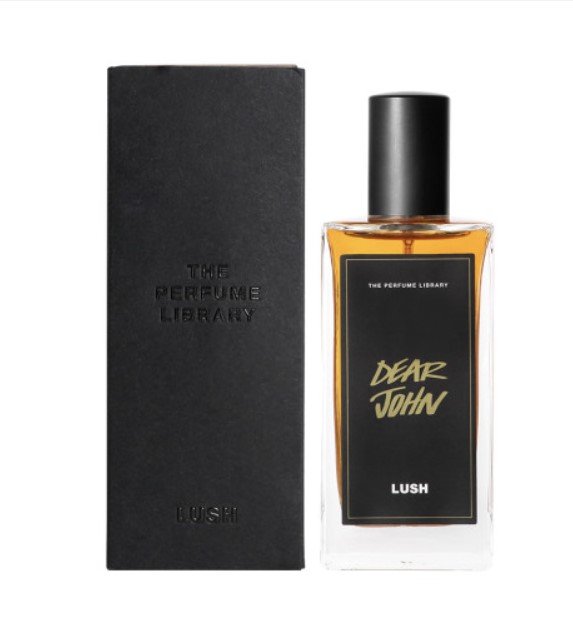 THE
PERFUME
LIBRARY
LUSH
THE PERFUME LIBRARY
DEAR
JOHN
LUSH